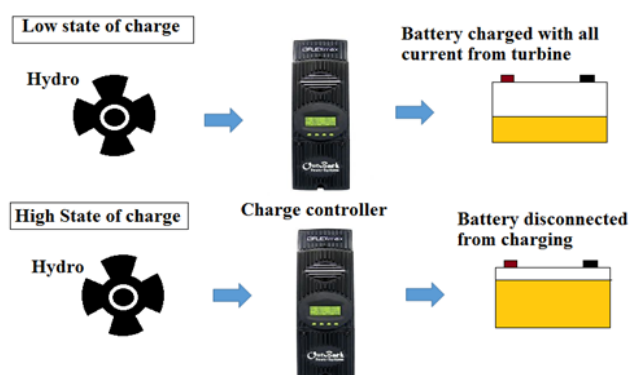 Low state of charge
Battery charged with all
current from turbine
Hydro
Charge controller
High State of charge
Battery disconnected
from charging
Hydro